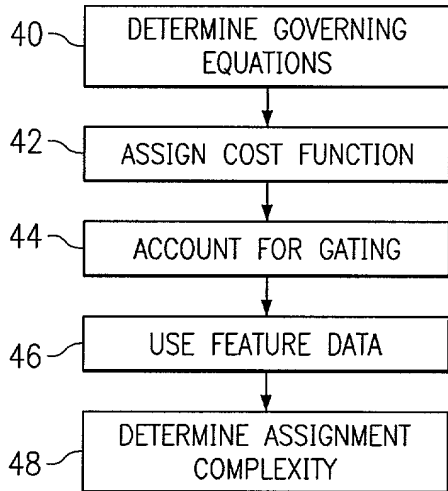 40
DETERMINE GOVERNING
EQUATIONS
42
ASSIGN COST FUNCTION
44
ACCOUNT FOR GATING
46
USE FEATURE DATA
48
DETERMINE ASSIGNMENT
COMPLEXITY